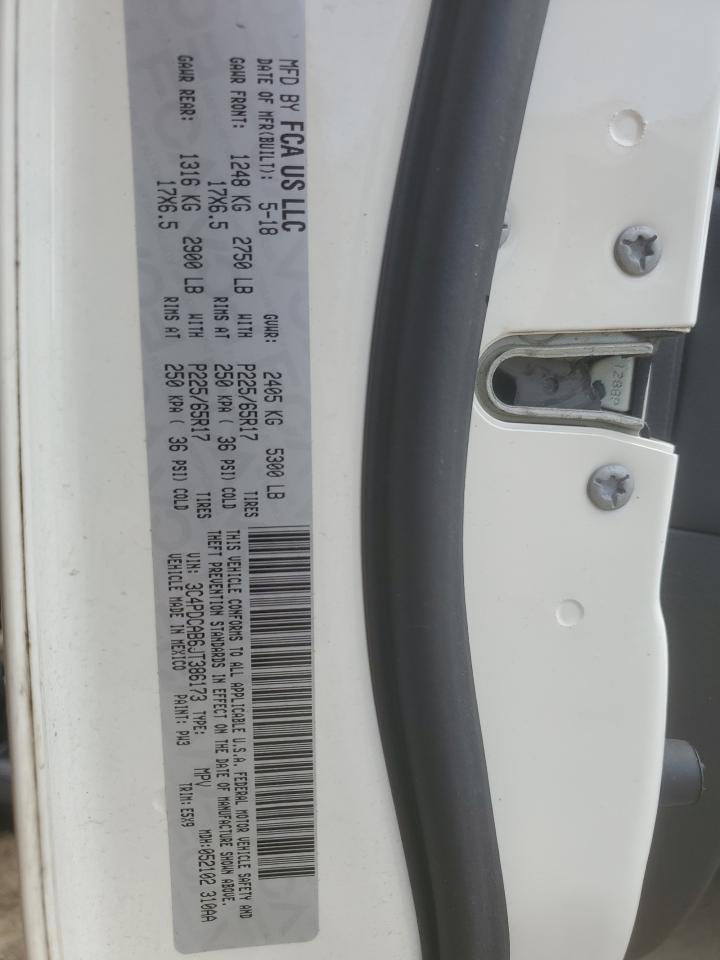 MFD BY FCA US LLC
DATE OF MFR(BUILT): 5-18 GVWR: 2405 KG 5300 LB
GAWR FRONT: 1248 KG 2750 LB WITH P225/65R17 TIRES
17X6.5 RIMS AT 250 KPA ( 36 PSI) COLD
GAWR REAR: 1316 KG 2900 LB WITH P225/65R17 TIRES
17X6.5 RIMS AT 250 KPA ( 36 PSI) COLD
THIS VEHICLE CONFORMS TO ALL APPLICABLE U.S.A. FEDERAL MOTOR VEHICLE SAFETY AND
THEFT PREVENTION STANDARDS IN EFFECT ON THE DATE OF MANUFACTURE SHOWN ABOVE.
VIN: 3C4PDCAB6JT386173 TYPE: MPV MDH:052102 310AA
VEHICLE MADE IN MEXICO PAINT: PW3 TRIM: E5X9